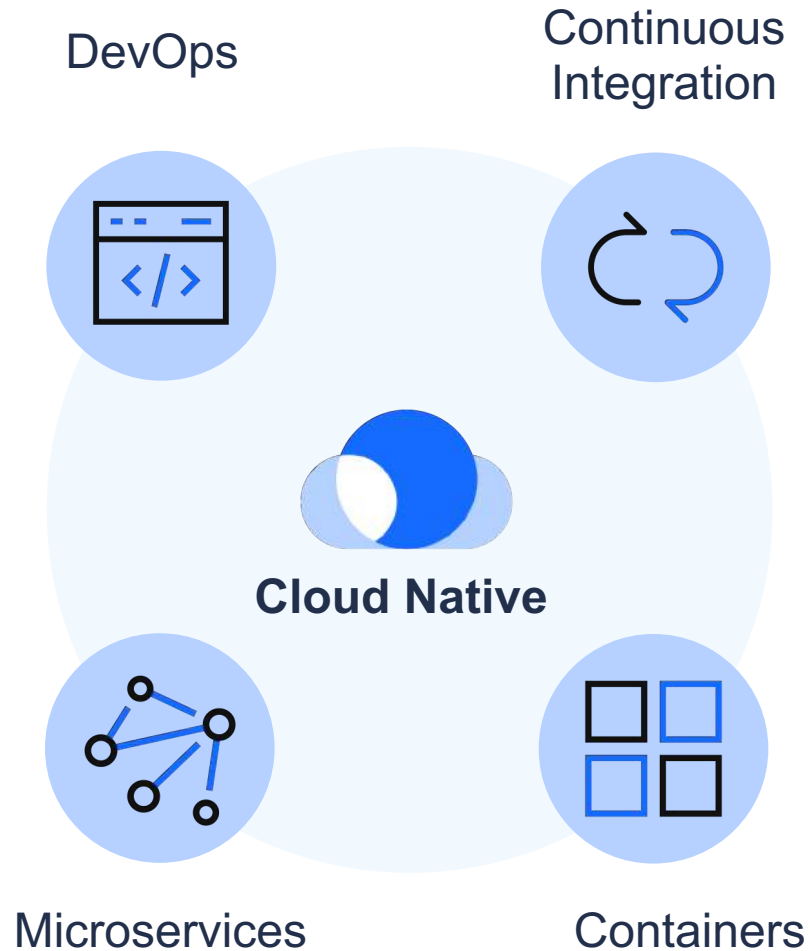 DevOps
Continuous
Integration
Cloud Native
Microservices
Containers